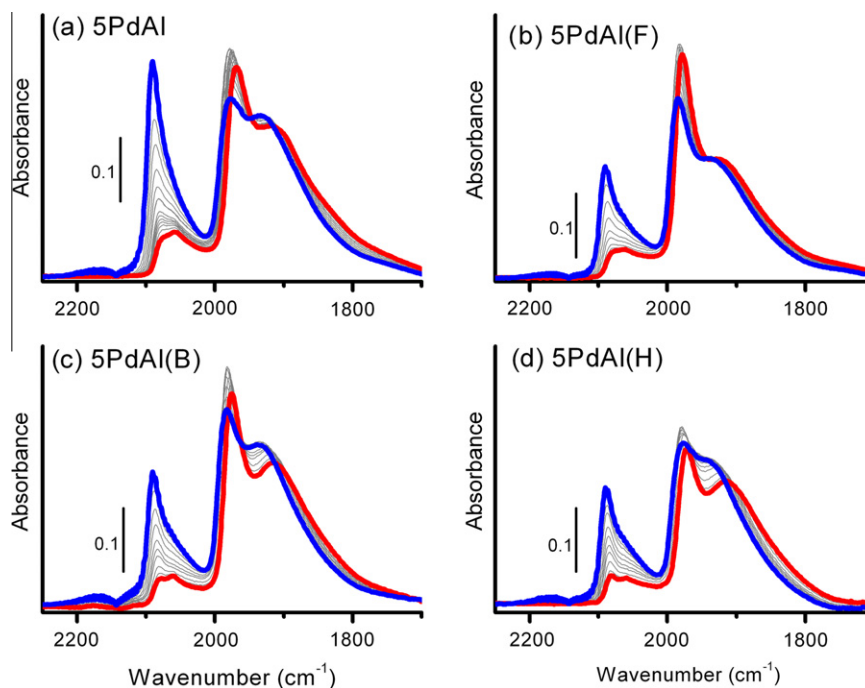 (a) 5PdAl
Absorbance
0.1
2200 2000 1800
(b) 5PdAl(F)
Absorbance
0.1
2200 2000 1800
(c) 5PdAl(B)
Absorbance
0.1
2200 2000 1800
Wavenumber (cm⁻¹)
(d) 5PdAl(H)
Absorbance
0.1
2200 2000 1800
Wavenumber (cm⁻¹)